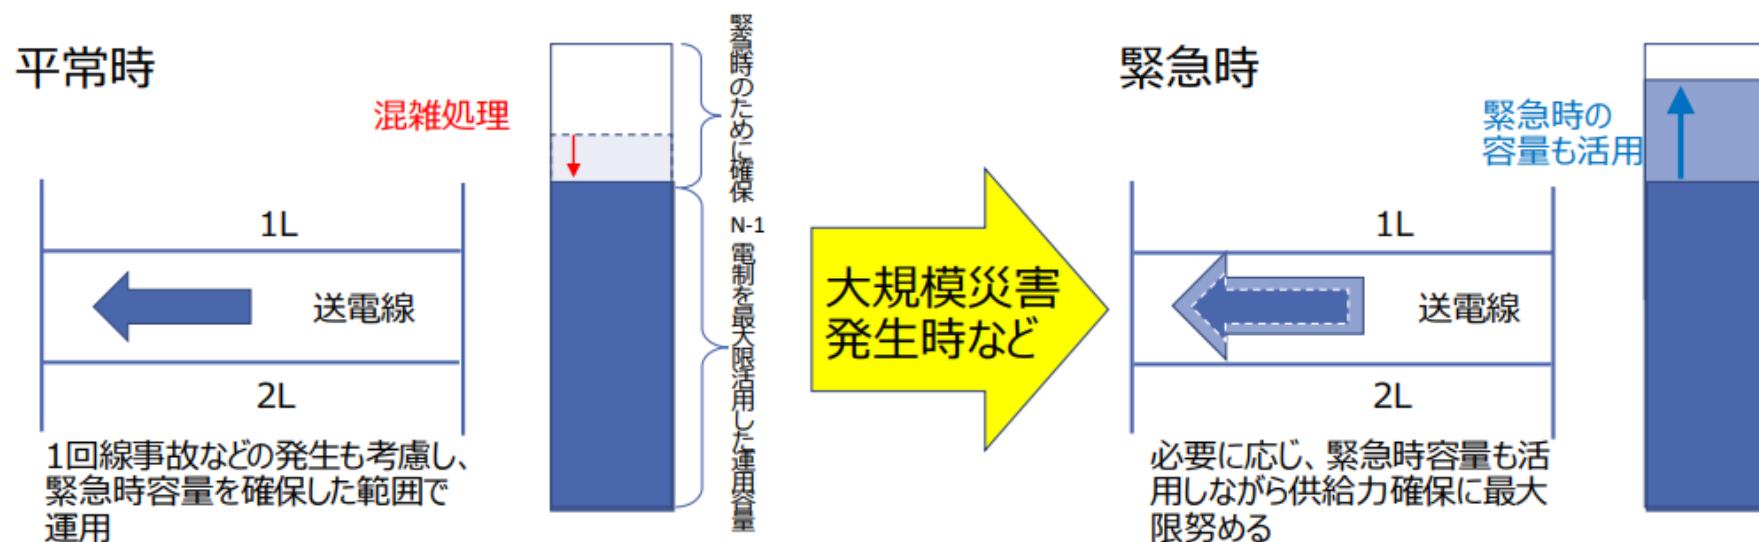 平常時
混雑処理
緊急時のために確保
N-1
電制を最大限活用した運用容量
1L
送電線
2L
1回線事故などの発生も考慮し、
緊急時容量を確保した範囲で
運用
大規模災害
発生時など
緊急時
緊急時の
容量も活用
1L
送電線
2L
必要に応じ、緊急時容量も活
用しながら供給力確保に最大
限努める